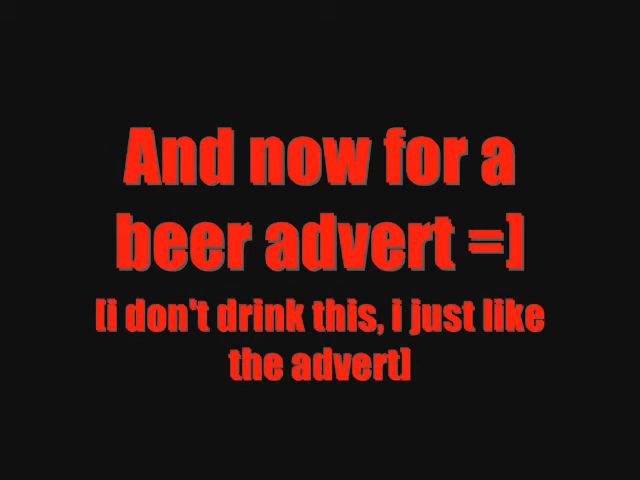 And now for a
beer advert =]
[i don't drink this, i just like
the advert]